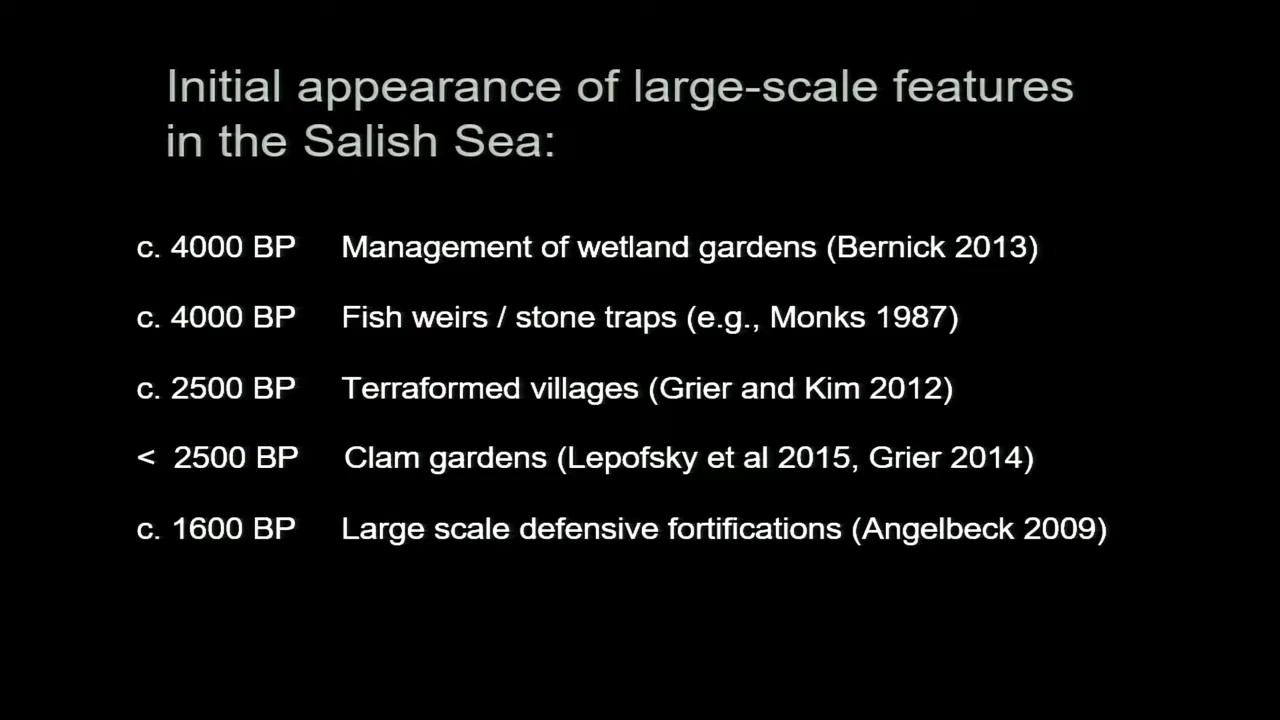 Initial appearance of large-scale features
in the Salish Sea:
c. 4000 BP Management of wetland gardens (Bernick 2013)
c. 4000 BP Fish weirs / stone traps (e.g., Monks 1987)
c. 2500 BP Terraformed villages (Grier and Kim 2012)
< 2500 BP Clam gardens (Lepofsky et al 2015, Grier 2014)
c. 1600 BP Large scale defensive fortifications (Angelbeck 2009)